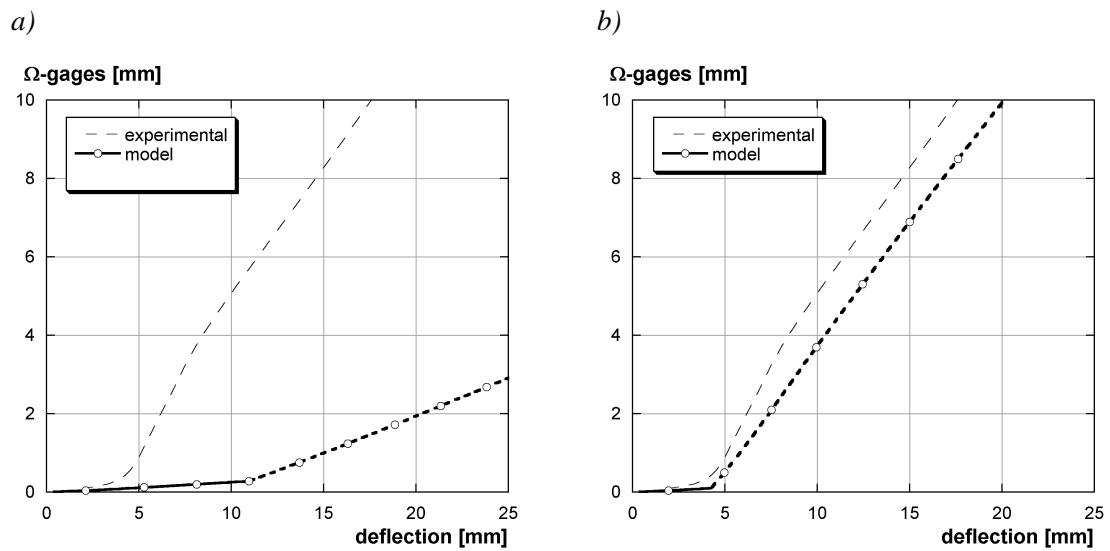 a)
Ω-gages [mm]
10
8
6
4
2
0
0 5 10 15 20 25
deflection [mm]
experimental
model
b)
Ω-gages [mm]
10
8
6
4
2
0
0 5 10 15 20 25
deflection [mm]
experimental
model